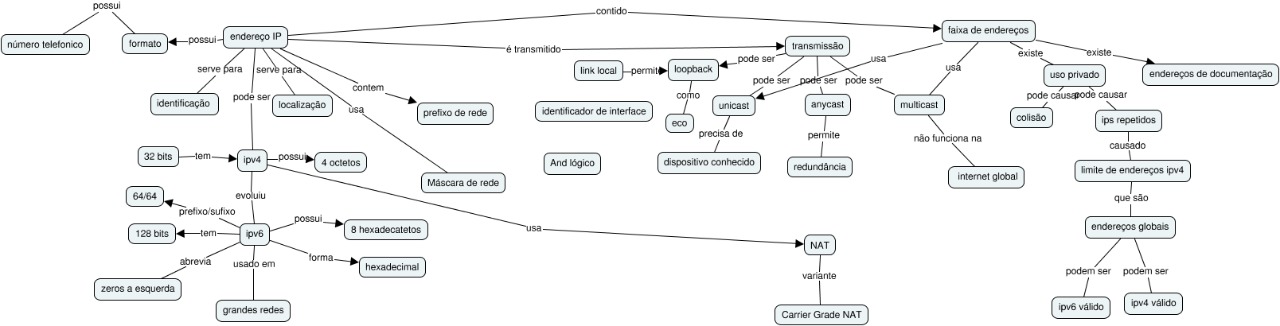 possui
contido
número telefonico
formato
possui
endereço IP
faixa de endereços
é transmitido
transmissão
existe
existe
serve para
serve para
pode ser
usa
link local
permite
loopback
usa
uso privado
endereços de documentação
contem
pode ser
pode ser
pode ser
pode causar
pode causar
identificação
pode ser
localização
usa
prefixo de rede
identificador de interface
como
unicast
anycast
multicast
colisão
ips repetidos
eco
precisa de
permite
não funciona na
causado
32 bits
tem
ipv4
possui
4 octetos
And lógico
dispositivo conhecido
redundância
internet global
limite de endereços ipv4
Máscara de rede
64/64
evoluiu
que são
prefixo/sufixo
possui
128 bits
tem
ipv6
8 hexadecatetos
usa
NAT
endereços globais
abrevia
usado em
forma
hexadecimal
variante
podem ser
podem ser
zeros a esquerda
grandes redes
Carrier Grade NAT
ipv6 válido
ipv4 válido